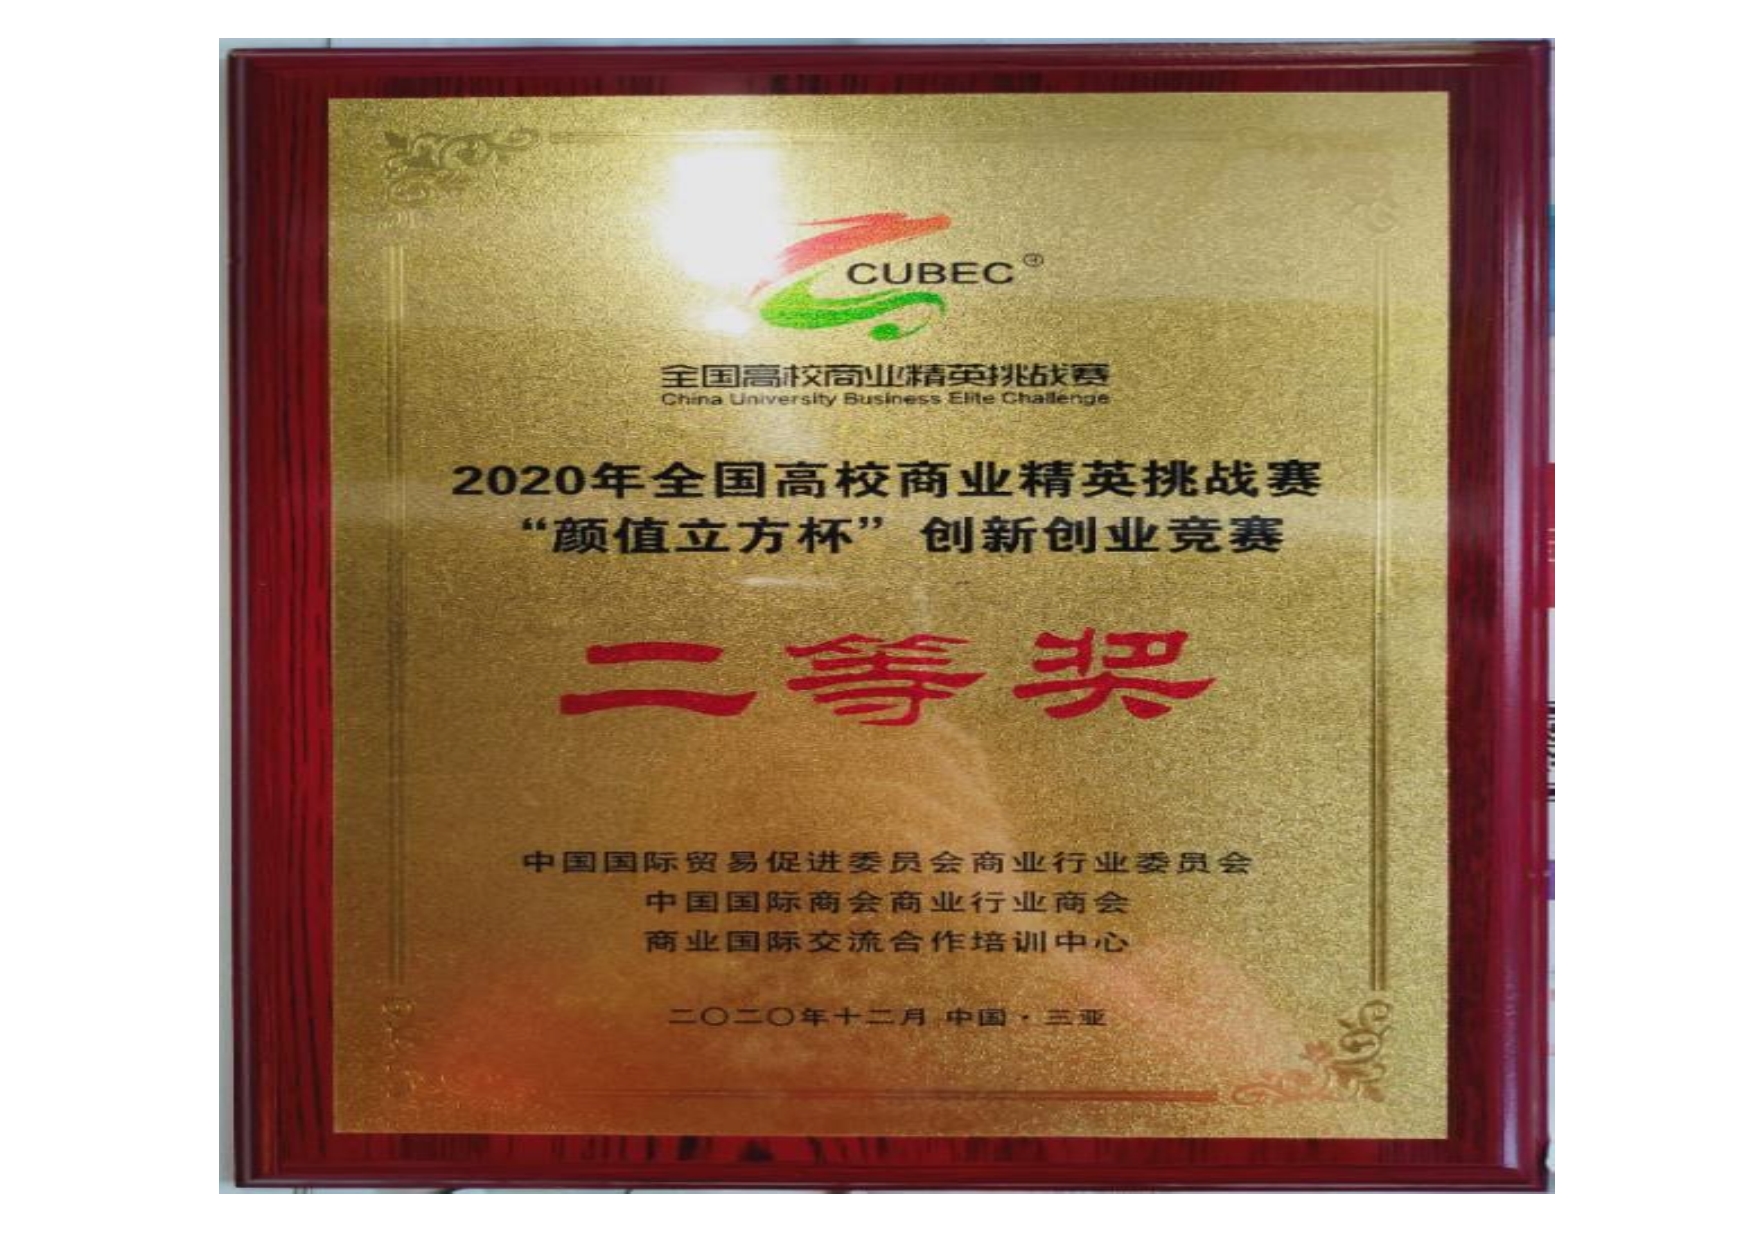 CUBEC®
全国高校商业精英挑战赛
China University Business Elite Challenge
2020年全国高校商业精英挑战赛
“颜值立方杯”创新创业竞赛
二等奖
中国国际贸易促进委员会商业行业委员会
中国国际商会商业行业商会
商业国际交流合作培训中心
二〇二〇年十二月 中国·三亚